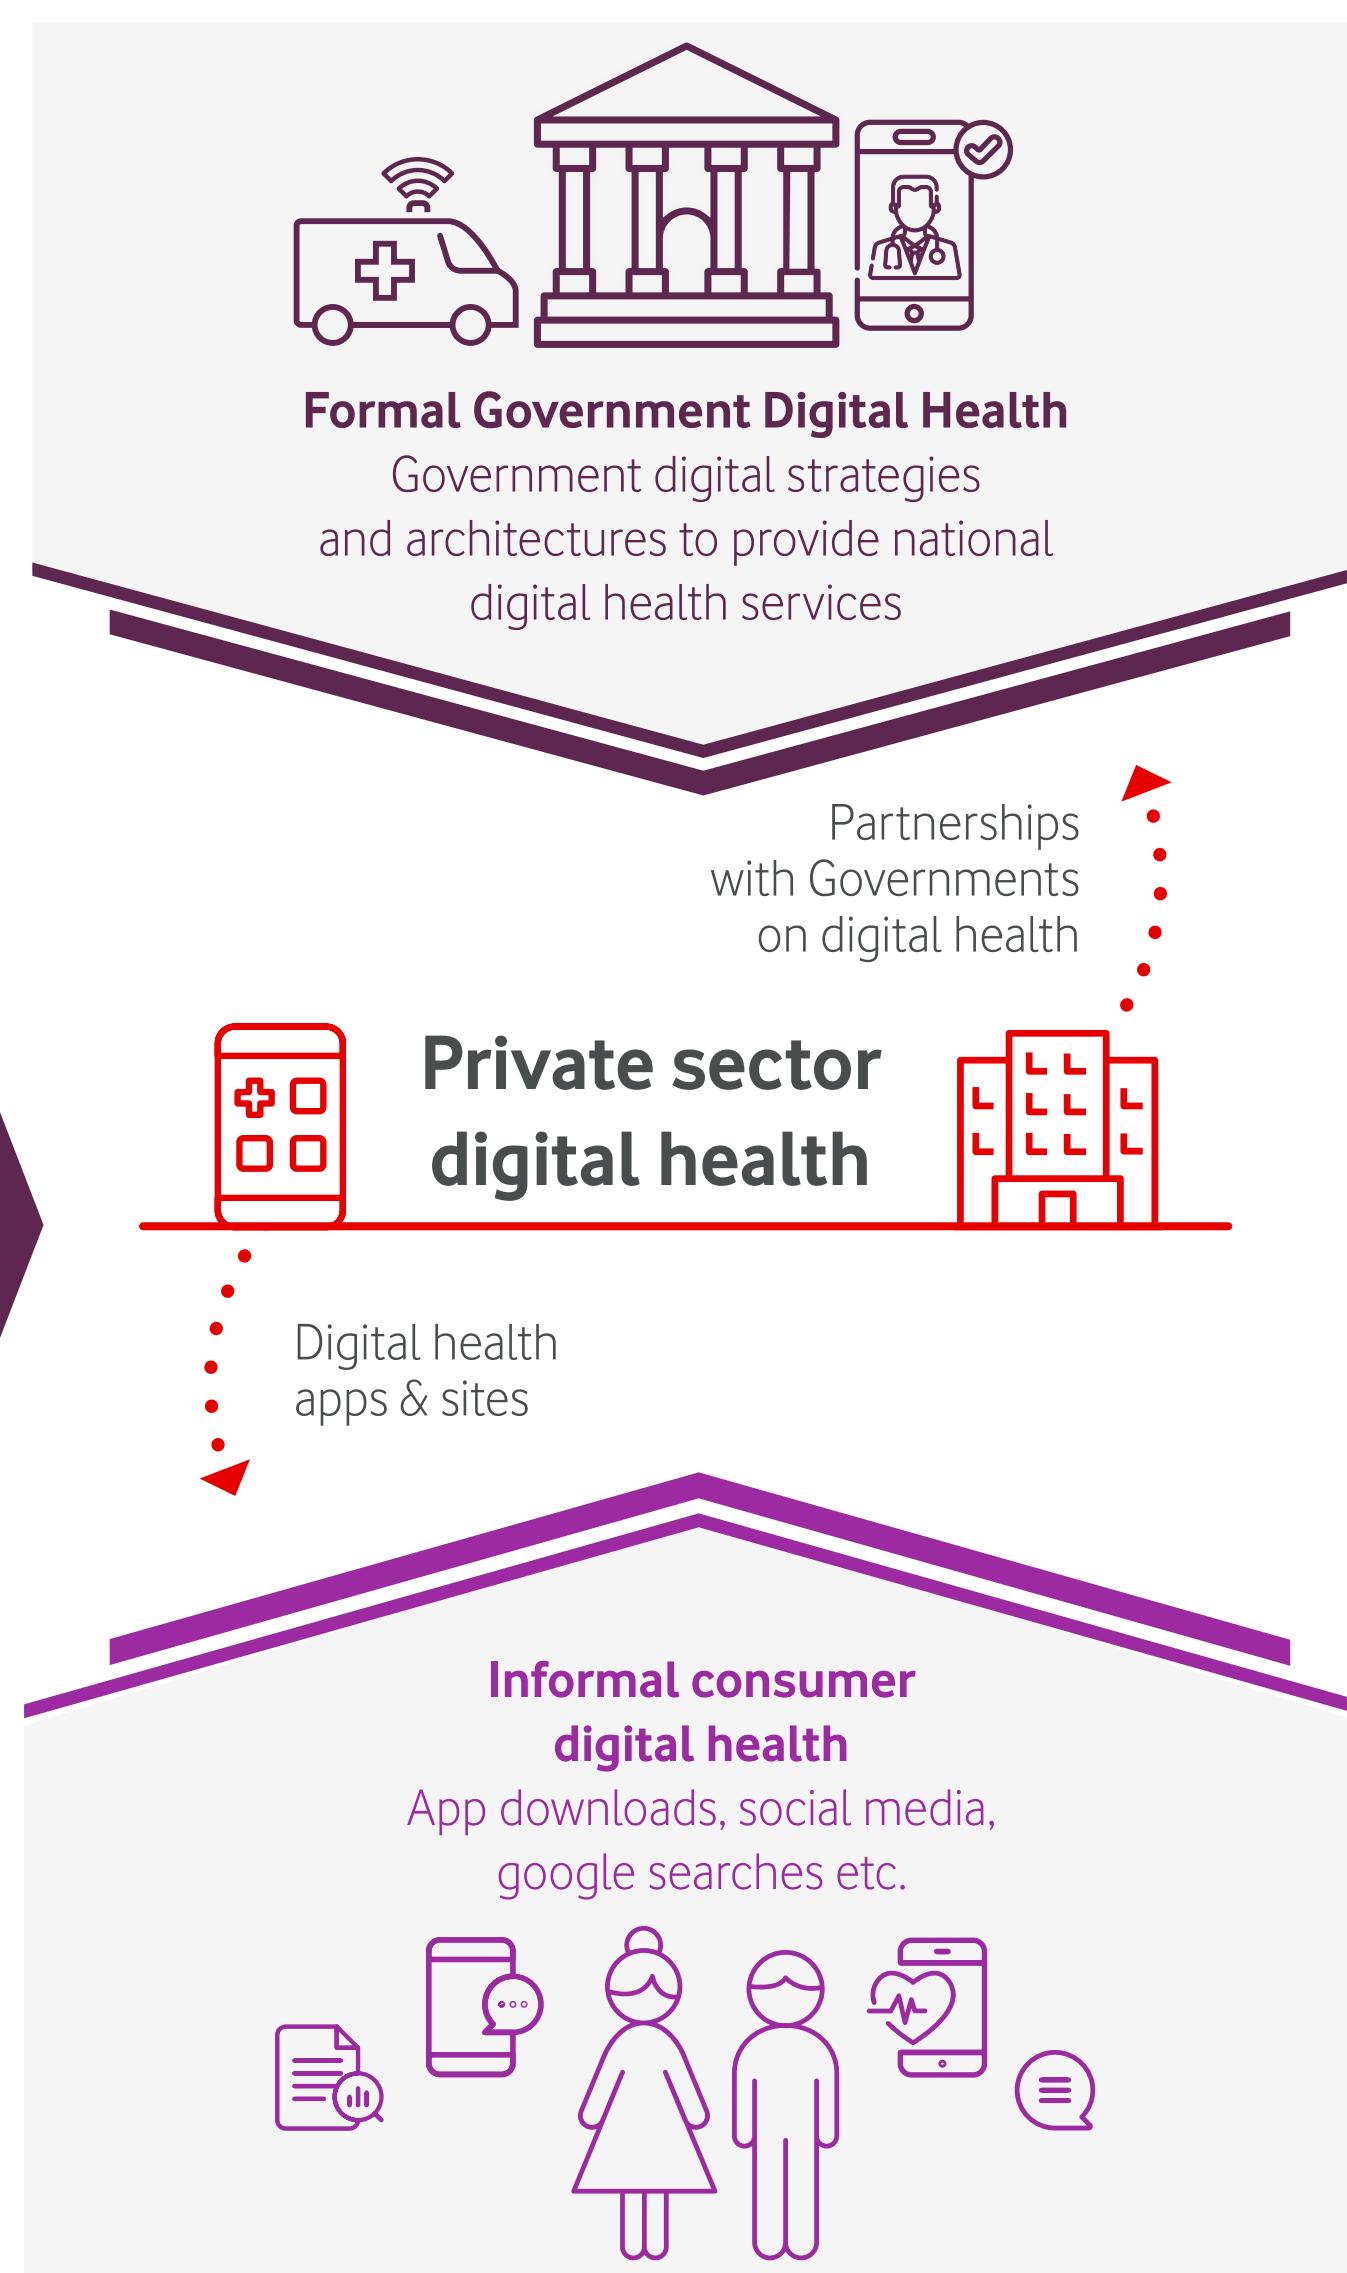 Formal Government Digital Health
Government digital strategies
and architectures to provide national
digital health services
Partnerships
with Governments
on digital health
Private sector
digital health
Digital health
apps & sites
Informal consumer
digital health
App downloads, social media,
google searches etc.